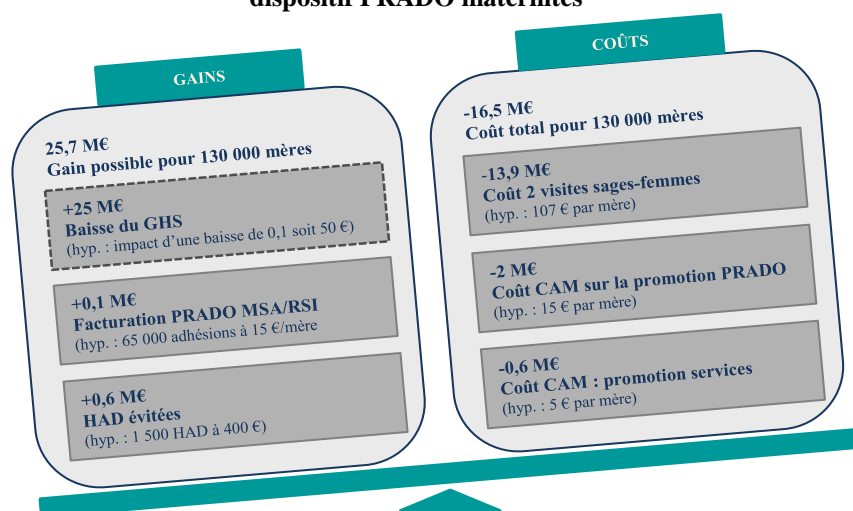 dispositif PRADO maternités
GAINS
25,7 M€
Gain possible pour 130 000 mères
+25 M€
Baisse du GHS
(hyp. : impact d’une baisse de 0,1 soit 50 €)
+0,1 M€
Facturation PRADO MSA/RSI
(hyp. : 65 000 adhésions à 15 €/mère
+0,6 M€
HAD évitées
(hyp. : 1 500 HAD à 400 €)
COÛTS
-16,5 M€
Coût total pour 130 000 mères
-13,9 M€
Coût 2 visites sages-femmes
(hyp. : 107 € par mère)
-2 M€
Coût CAM sur la promotion PRADO
(hyp. : 15 € par mère)
-0,6 M€
Coût CAM : promotion services
(hyp. : 5 € par mère)